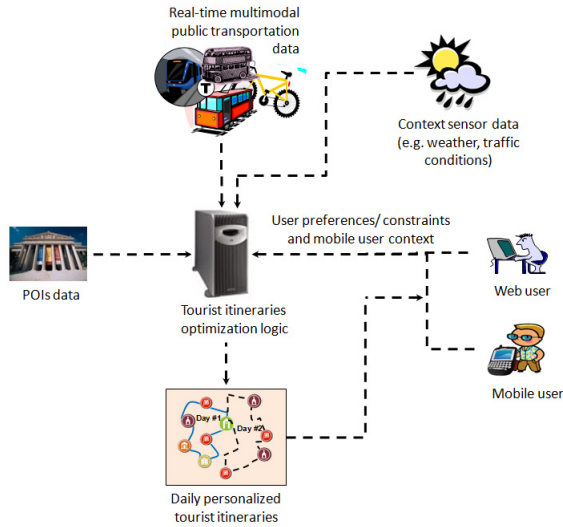 Real-time multimodal
public transportation
data
T
Context sensor data
(e.g. weather, traffic
conditions)
User preferences/ constraints
and mobile user context
POIs data
Web user
Tourist itineraries
optimization logic
Mobile user
Day #1
Day #2
Daily personalized
tourist itineraries